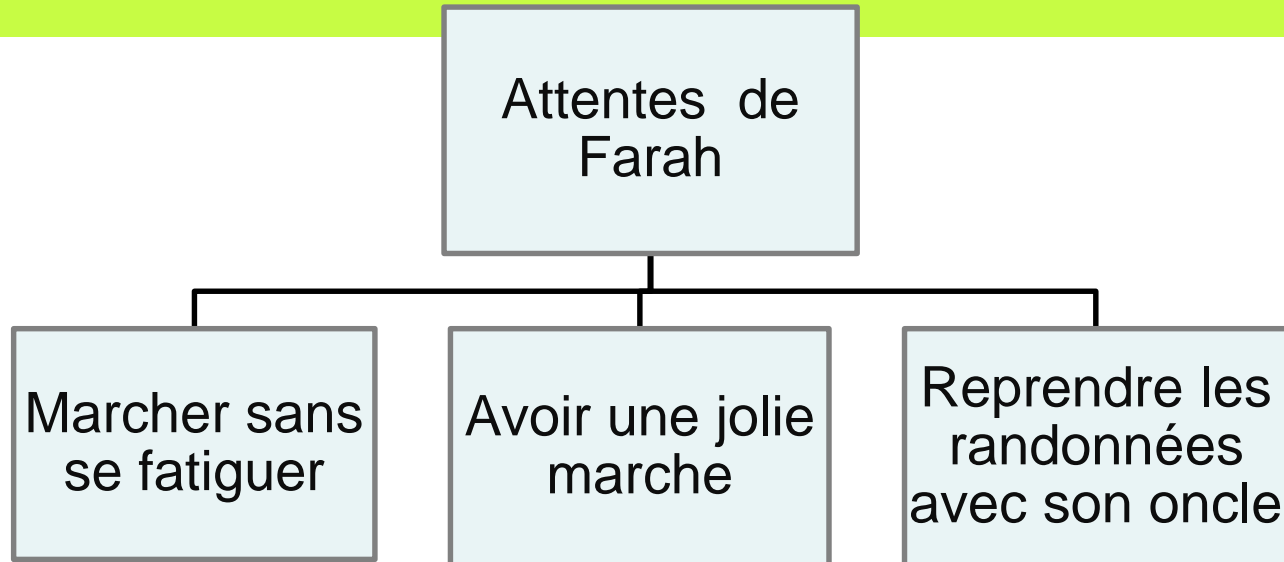 Attentes de
Farah
Marcher sans
se fatiguer
Avoir une jolie
marche
Reprendre les
randonnées
avec son oncle